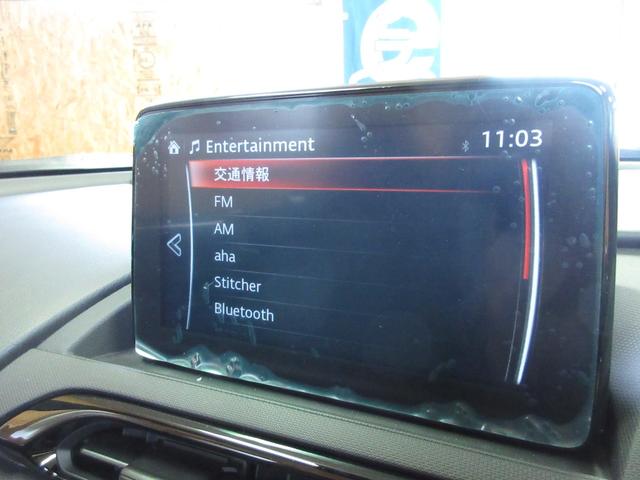 Entertainment
11:03
交通情報
FM
AM
aha
Stitcher
Bluetooth